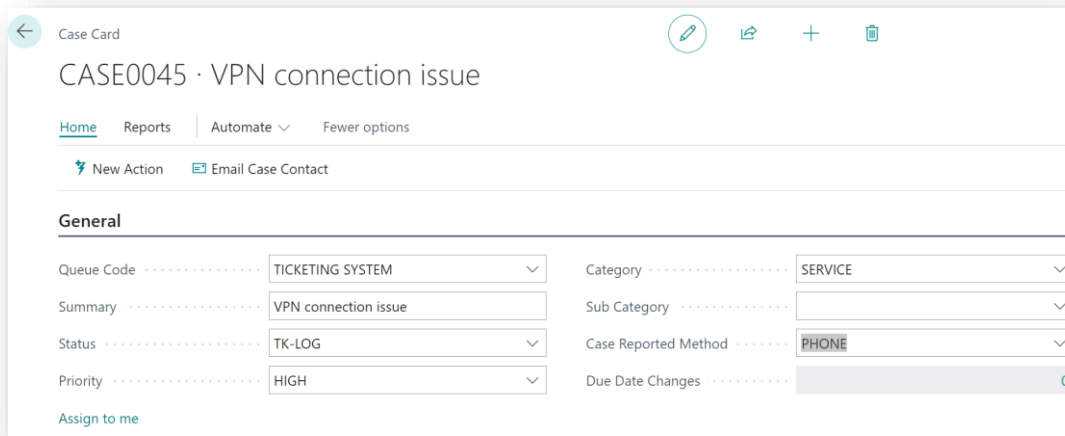 Case Card
CASE0045 · VPN connection issue
Home Reports Automate Fewer options
New Action Email Case Contact
General
Queue Code TICKETING SYSTEM Category SERVICE
Summary VPN connection issue Sub Category
Status TK-LOG Case Reported Method PHONE
Priority HIGH Due Date Changes 0
Assign to me